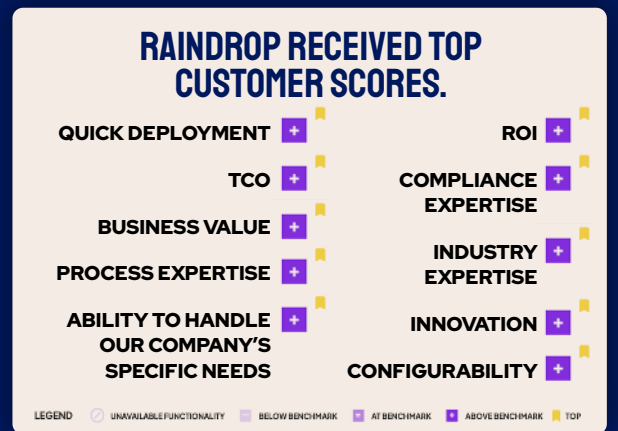 RAINDROP RECEIVED TOP
CUSTOMER SCORES.
QUICK DEPLOYMENT
TCO
BUSINESS VALUE
PROCESS EXPERTISE
ABILITY TO HANDLE
OUR COMPANY'S
SPECIFIC NEEDS
ROI
COMPLIANCE
EXPERTISE
INDUSTRY
EXPERTISE
INNOVATION
CONFIGURABILITY
LEGEND UNAVAILABLE FUNCTIONALITY BELOW BENCHMARK AT BENCHMARK ABOVE BENCHMARK TOP